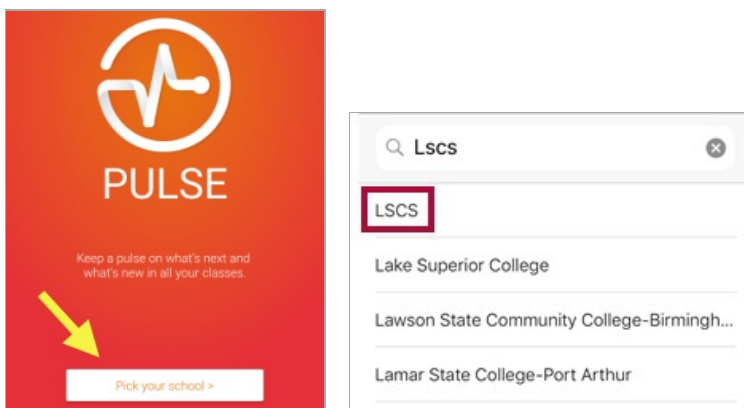 PULSE
Keep a pulse on what's next and
what's new in all your classes.
Pick your school >
Lscs
LSCS
Lake Superior College
Lawson State Community College-Birmingh...
Lamar State College-Port Arthur